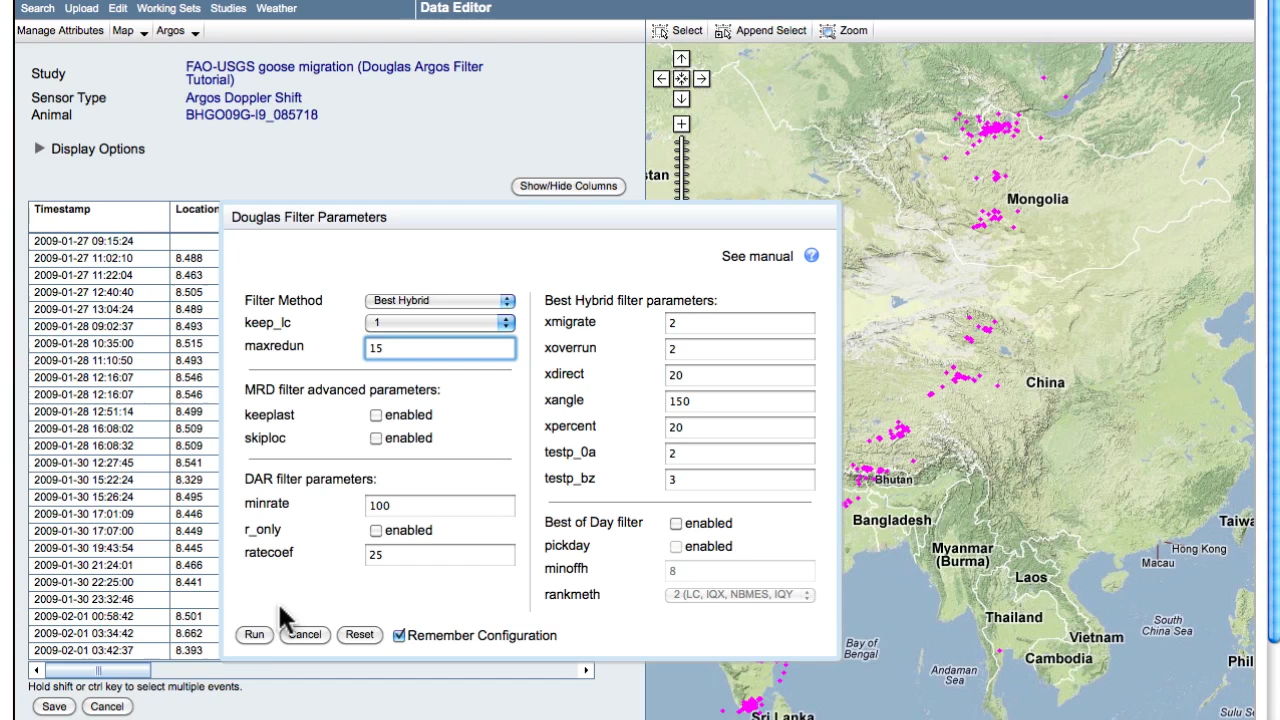 Search Upload Edit Working Sets Studies Weather
Data Editor
Manage Attributes Map Argos
Select Append Select Zoom
Study FAO-USGS goose migration (Douglas Argos Filter
Tutorial)
Sensor Type Argos Doppler Shift
Animal BHGO09G-I9_085718
Display Options
Show/Hide Columns
Timestamp Location
2009-01-27 09:15:24
2009-01-27 11:02:10 8.488
2009-01-27 11:22:04 8.463
2009-01-27 12:40:40 8.505
2009-01-27 13:04:24 8.489
2009-01-28 09:02:37 8.493
2009-01-28 10:35:00 8.515
2009-01-28 11:10:50 8.493
2009-01-28 12:16:07 8.546
2009-01-28 12:16:07 8.546
2009-01-28 12:51:14 8.499
2009-01-28 16:08:02 8.509
2009-01-28 16:08:32 8.509
2009-01-30 12:27:45 8.541
2009-01-30 15:22:24 8.329
2009-01-30 15:26:24 8.495
2009-01-30 17:01:09 8.446
2009-01-30 17:07:00 8.449
2009-01-30 19:43:54 8.445
2009-01-30 21:24:01 8.466
2009-01-30 22:25:00 8.441
2009-01-30 23:32:46
2009-02-01 00:58:42 8.501
2009-02-01 03:34:42 8.662
2009-02-01 03:42:37 8.393
Hold shift or ctrl key to select multiple events.
Save Cancel
Douglas Filter Parameters
See manual ?
Filter Method Best Hybrid
keep_lc 1
maxredun 15
MRD filter advanced parameters:
keeplast enabled
skiploc enabled
DAR filter parameters:
minrate 100
r_only enabled
ratecoef 25
Best Hybrid filter parameters:
xmigrate 2
xoverrun 2
xdirect 20
xangle 150
xpercent 20
testp_0a 2
testp_bz 3
Best of Day filter enabled
pickday enabled
minoffh 8
rankmeth 2 (LC, IQX, NBMES, IQY
Run Cancel Reset Remember Configuration
stan
Mongolia
China
Bhutan
Bangladesh
Taiwa
Hong Kong
Macau
Myanmar
(Burma)
Laos
Thailand
South
China Sea
Vietnam
Cambodia
Bay of
Bengal
Andaman
Sea
Phil
Sri Lanka
Sulu S